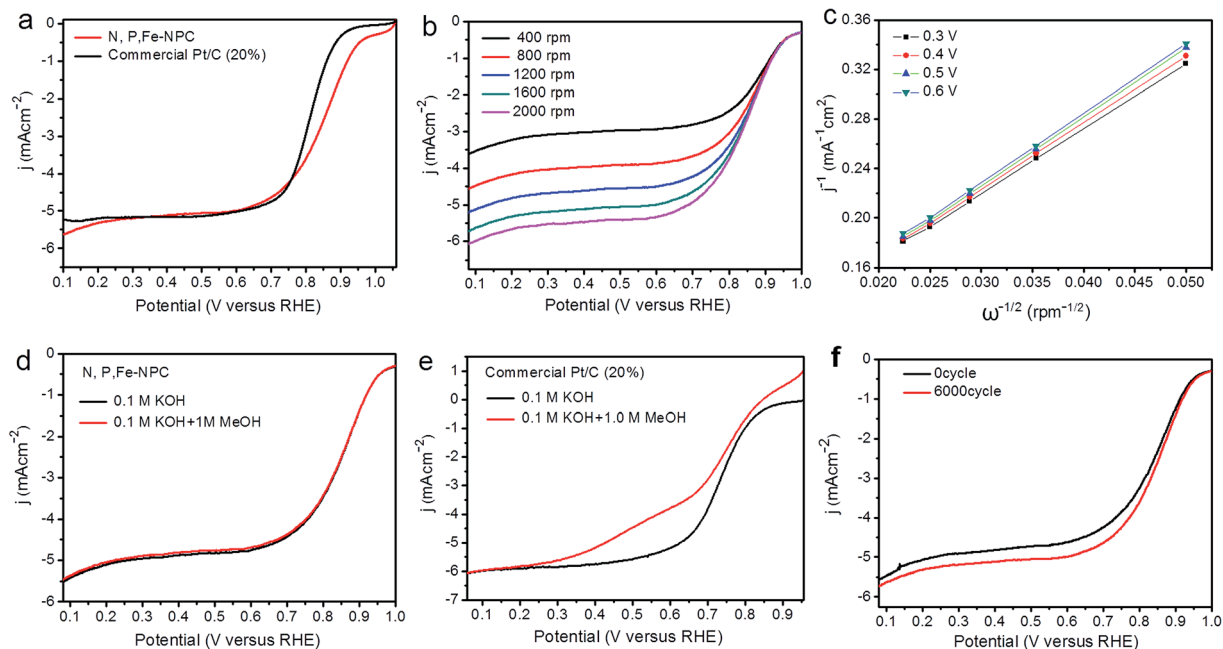 a
N, P,Fe-NPC
Commercial Pt/C (20%)
j (mAcm⁻²)
0
-1
-2
-3
-4
-5
-6
0.1 0.2 0.3 0.4 0.5 0.6 0.7 0.8 0.9 1.0
Potential (V versus RHE)
b
400 rpm
800 rpm
1200 rpm
1600 rpm
2000 rpm
j (mAcm⁻²)
0
-1
-2
-3
-4
-5
-6
0.1 0.2 0.3 0.4 0.5 0.6 0.7 0.8 0.9 1.0
Potential (V versus RHE)
c
0.3 V
0.4 V
0.5 V
0.6 V
j⁻¹ (mA⁻¹cm²)
0.36
0.32
0.28
0.24
0.20
0.16
0.020 0.025 0.030 0.035 0.040 0.045 0.050
ω⁻¹/² (rpm⁻¹/²)
d
N, P,Fe-NPC
0.1 M KOH
0.1 M KOH+1M MeOH
j (mAcm⁻²)
0
-1
-2
-3
-4
-5
-6
0.1 0.2 0.3 0.4 0.5 0.6 0.7 0.8 0.9 1.0
Potential (V versus RHE)
e
Commercial Pt/C (20%)
0.1 M KOH
0.1 M KOH+1.0 M MeOH
j (mAcm⁻²)
1
0
-1
-2
-3
-4
-5
-6
-7
0.1 0.2 0.3 0.4 0.5 0.6 0.7 0.8 0.9
Potential (V versus RHE)
f
0cycle
6000cycle
j (mAcm⁻²)
0
-1
-2
-3
-4
-5
-6
0.1 0.2 0.3 0.4 0.5 0.6 0.7 0.8 0.9 1.0
Potential (V versus RHE)